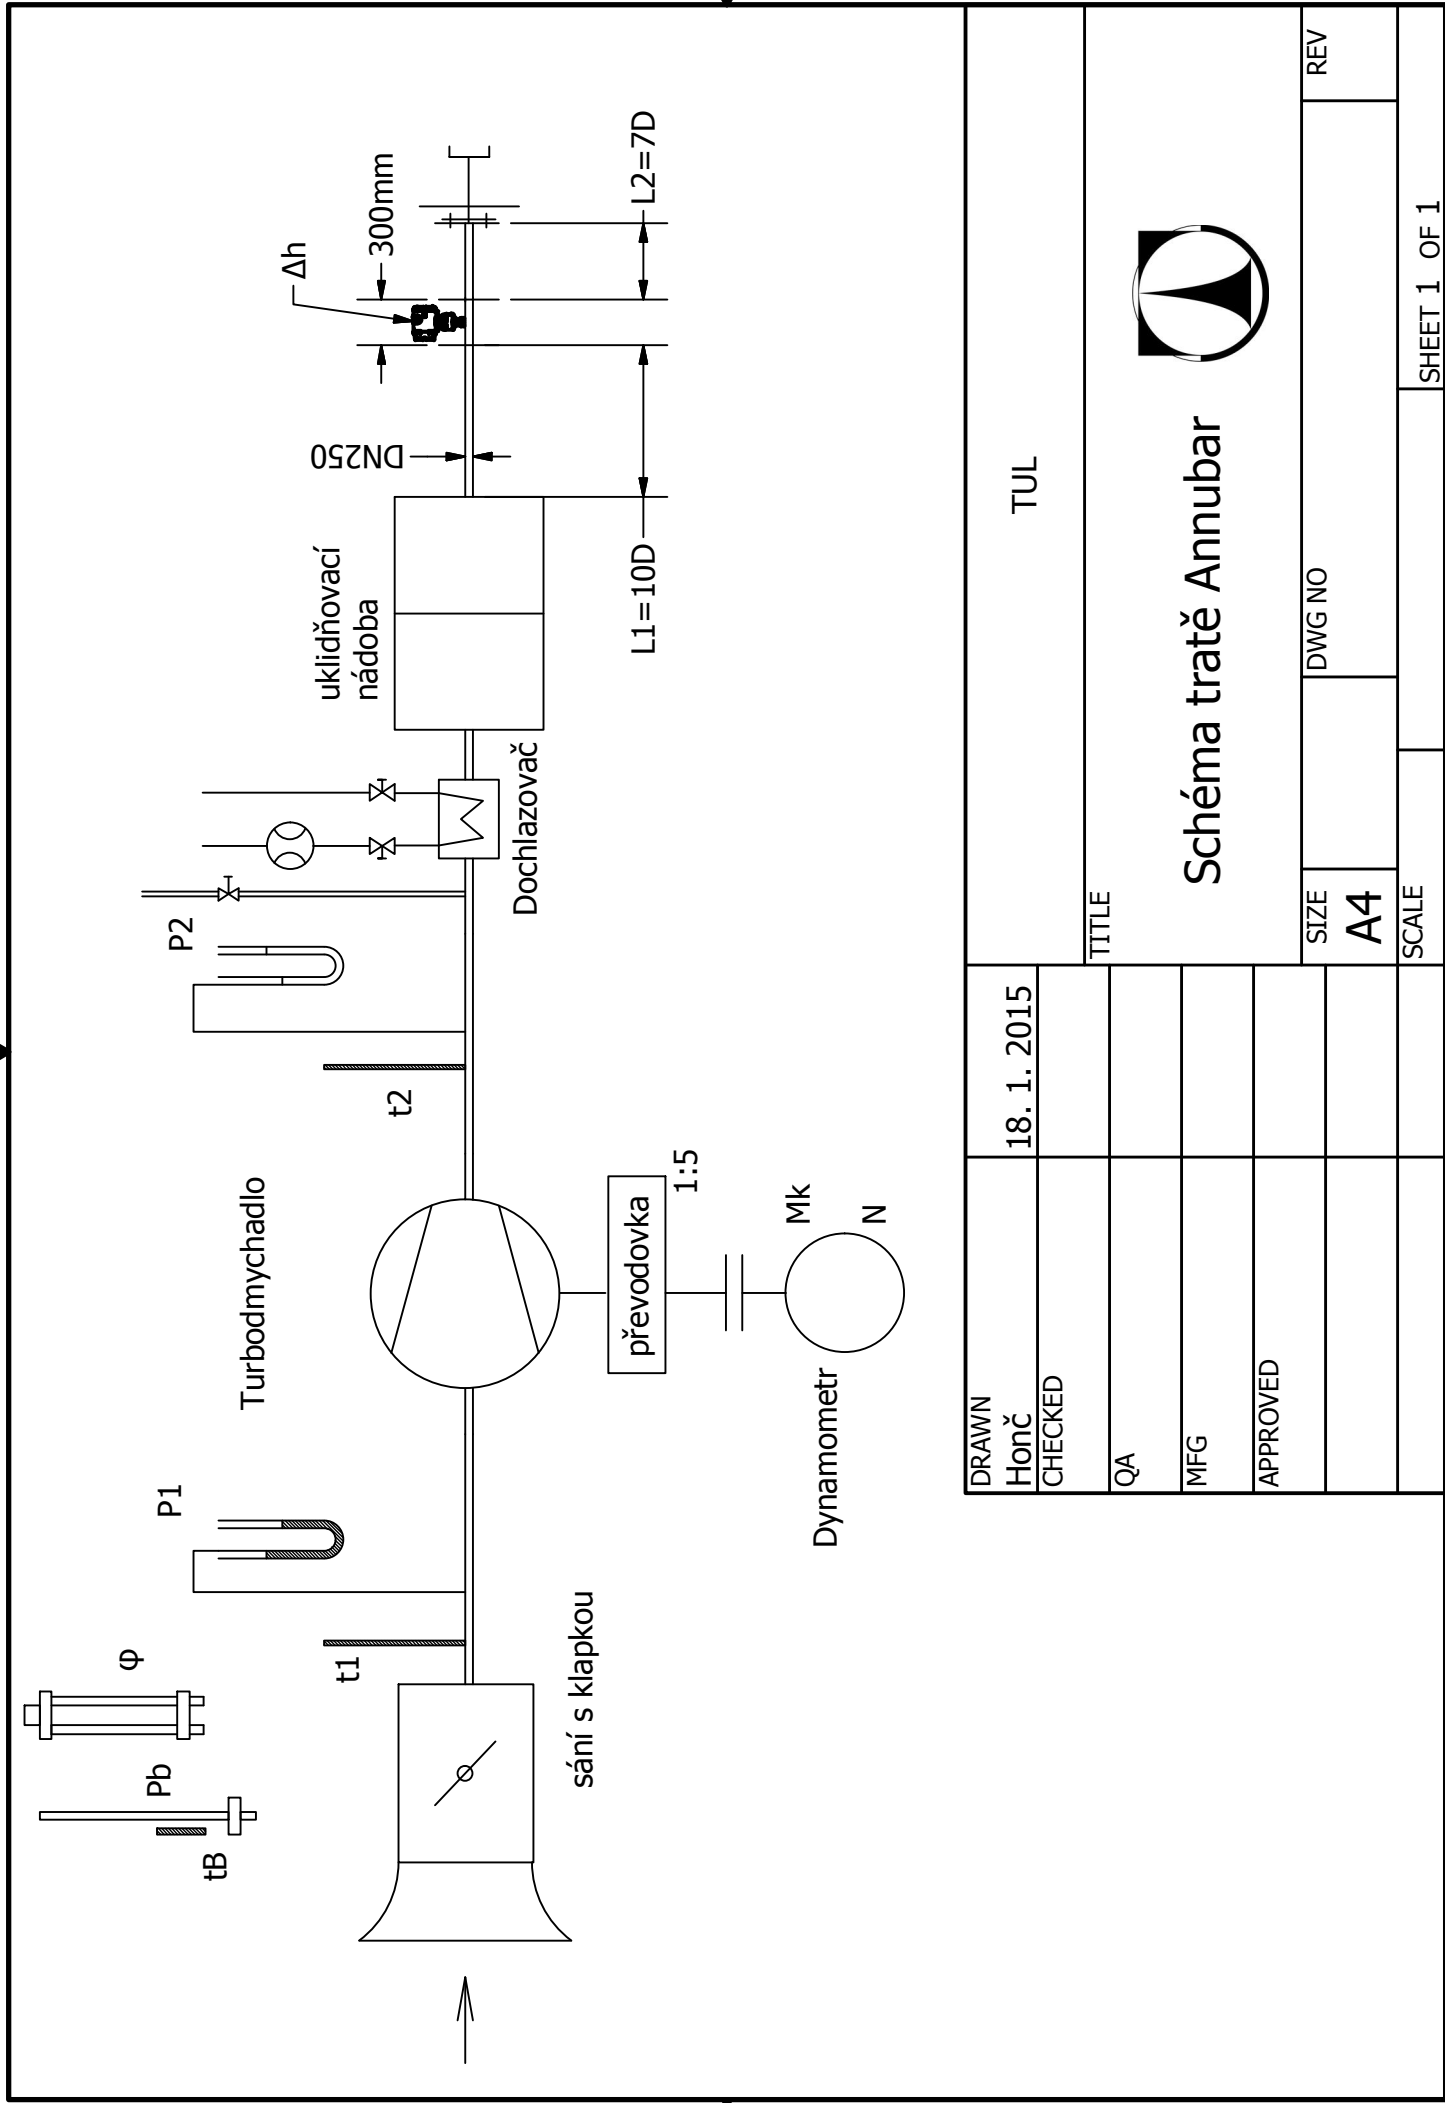 φ
Pb
tB
t1
P1
sání s klapkou
Turbodmychadlo
převodovka
1:5
Dynamometr
Mk
N
t2
P2
Dochlazovač
uklidňovací
nádoba
DN250
Δh
300mm
L1=10D
L2=7D
DRAWN
Honč
18. 1. 2015
CHECKED
QA
MFG
APPROVED
TUL
TITLE
Schéma tratě Annubar
SIZE
A4
DWG NO
REV
SCALE
SHEET 1 OF 1